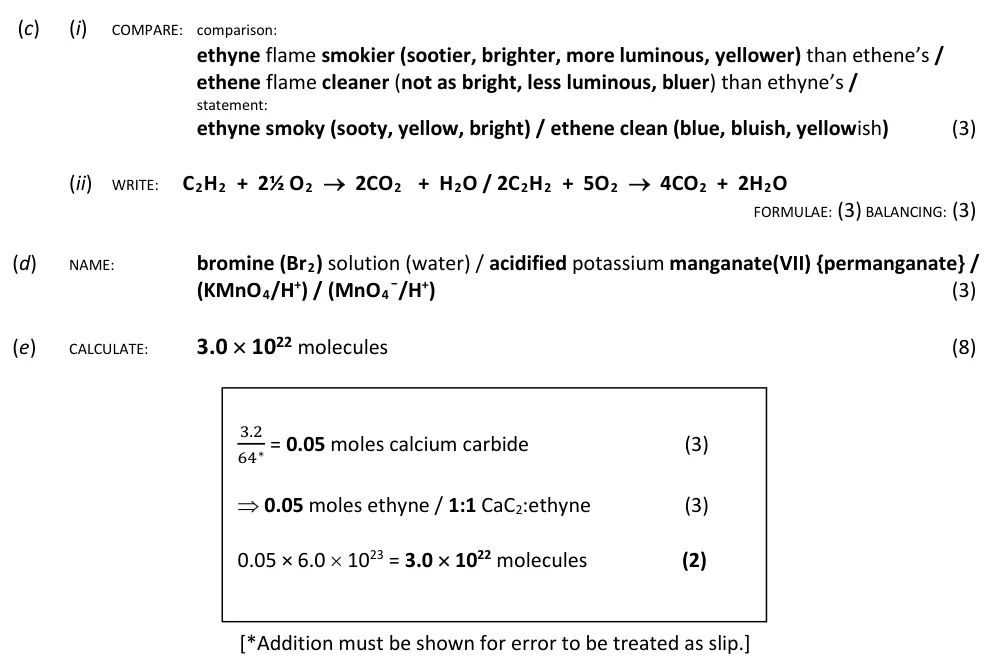 (c) (i) COMPARE: comparison:
ethyne flame smokier (sootier, brighter, more luminous, yellower) than ethene’s /
ethene flame cleaner (not as bright, less luminous, bluer) than ethyne’s /
statement:
ethyne smoky (sooty, yellow, bright) / ethene clean (blue, bluish, yellowish) (3)
(ii) WRITE: C₂H₂ + 2½ O₂ → 2CO₂ + H₂O / 2C₂H₂ + 5O₂ → 4CO₂ + 2H₂O
FORMULAE: (3) BALANCING: (3)
(d) NAME: bromine (Br₂) solution (water) / acidified potassium manganate(VII) {permanganate} /
(KMnO₄/H⁺) / (MnO₄⁻/H⁺) (3)
(e) CALCULATE: 3.0 × 10²² molecules (8)
3.2/64* = 0.05 moles calcium carbide (3)
⇒ 0.05 moles ethyne / 1:1 CaC₂:ethyne (3)
0.05 × 6.0 × 10²³ = 3.0 × 10²² molecules (2)
[*Addition must be shown for error to be treated as slip.]